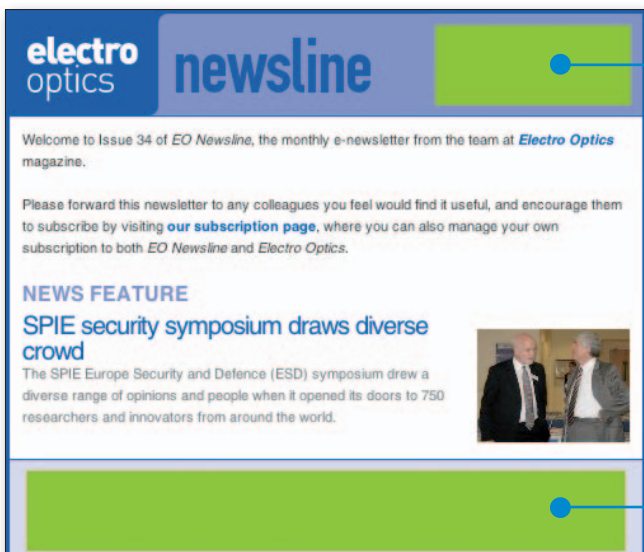 electro
optics
newsline
Welcome to Issue 34 of EO Newsline, the monthly e-newsletter from the team at Electro Optics
magazine.
Please forward this newsletter to any colleagues you feel would find it useful, and encourage them
to subscribe by visiting our subscription page, where you can also manage your own
subscription to both EO Newsline and Electro Optics.
NEWS FEATURE
SPIE security symposium draws diverse
crowd
The SPIE Europe Security and Defence (ESD) symposium drew a
diverse range of opinions and people when it opened its doors to 750
researchers and innovators from around the world.